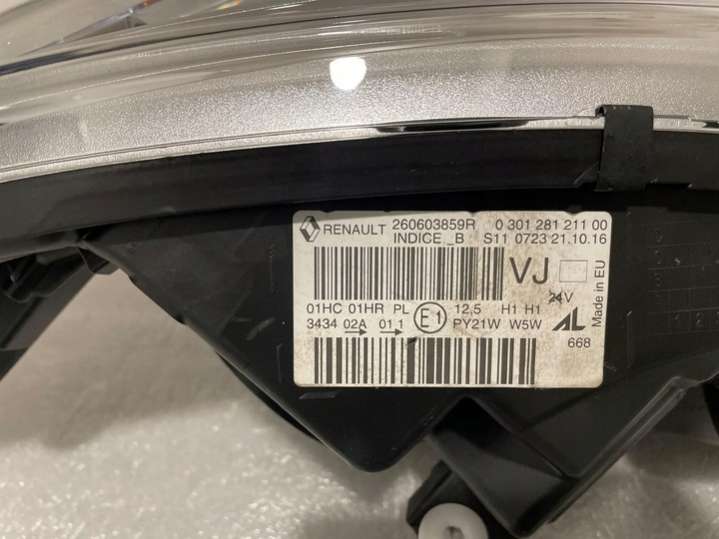 RENAULT 260603859R 0 301 281 211 00
INDICE _B S11 0723 21.10.16
VJ
24V
01HC 01HR PL E1 12,5 H1 H1
3434 02A 01 1 PY21W W5W AL
668
Made in EU